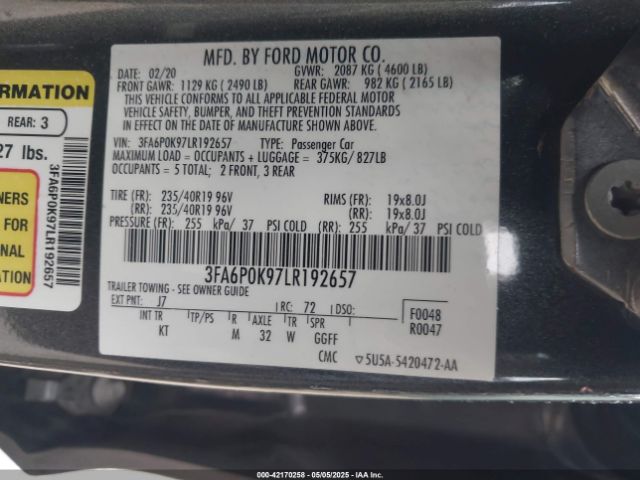 ORMATION
REAR: 3
27 lbs.
3FA6P0K97LR192657
NERS
FOR
NAL
ATION
MFD. BY FORD MOTOR CO.
DATE: 02/20 GVWR: 2087 KG ( 4600 LB)
FRONT GAWR: 1129 KG ( 2490 LB) REAR GAWR: 982 KG ( 2165 LB)
THIS VEHICLE CONFORMS TO ALL APPLICABLE FEDERAL MOTOR
VEHICLE SAFETY, BUMPER, AND THEFT PREVENTION STANDARDS
IN EFFECT ON THE DATE OF MANUFACTURE SHOWN ABOVE.
VIN: 3FA6P0K97LR192657 TYPE: Passenger Car
MAXIMUM LOAD = OCCUPANTS + LUGGAGE = 375KG/ 827LB
OCCUPANTS = 5 TOTAL; 2 FRONT, 3 REAR
TIRE (FR): 235/40R19 96V RIMS (FR): 19x8.0J
(RR): 235/40R19 96V (RR): 19x8.0J
PRESSURE (FR): 255 kPa/ 37 PSI COLD (RR): 255 kPa/ 37 PSI COLD
3FA6P0K97LR192657
TRAILER TOWING - SEE OWNER GUIDE
EXT PNT: J7 RC: 72 DSO: F0048
INT TR TP/PS R AXLE TR SPR R0047
KT M 32 W GGFF
CMC ▽5U5A-5420472-AA
000-42170258 - 05/05/2025 - IAA Inc.